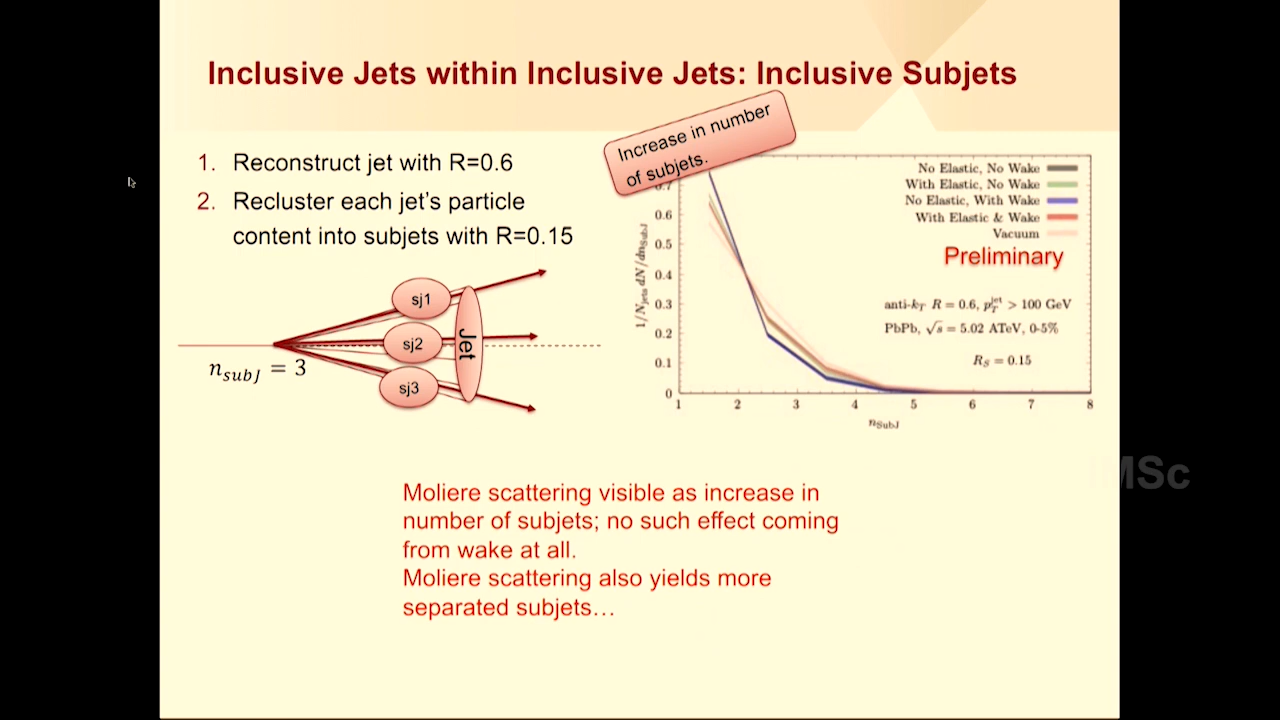 Inclusive Jets within Inclusive Jets: Inclusive Subjets
1. Reconstruct jet with R=0.6
2. Recluster each jet's particle
content into subjets with R=0.15
sj1
sj2
sj3
Jet
n_subJ = 3
Increase in number
of subjets.
0.7
0.6
0.5
0.4
0.3
0.2
0.1
0
1 2 3 4 5 6 7 8
1/N_jets dN/dn_SubJ
n_SubJ
No Elastic, No Wake
With Elastic, No Wake
No Elastic, With Wake
With Elastic & Wake
Vacuum
Preliminary
anti-k_T R = 0.6, p_T^jet > 100 GeV
PbPb, √s = 5.02 ATeV, 0-5%
R_S = 0.15
Moliere scattering visible as increase in
number of subjets; no such effect coming
from wake at all.
Moliere scattering also yields more
separated subjets…
IMSc